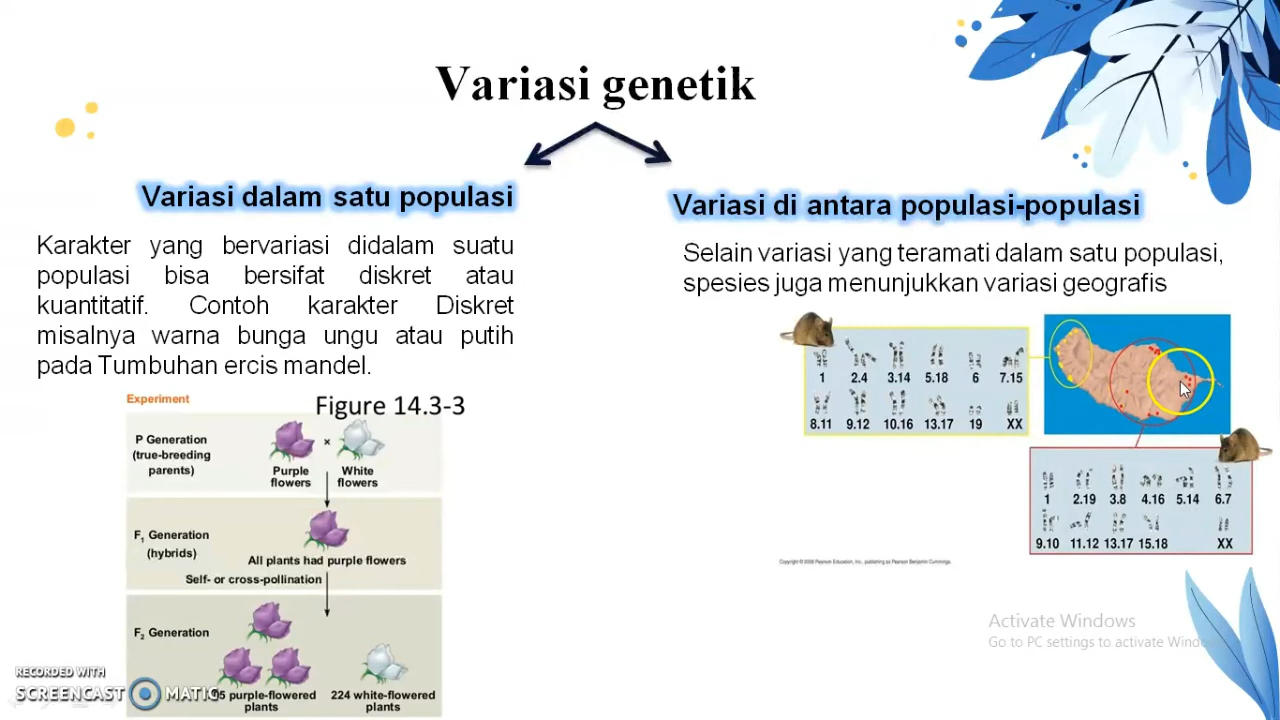 Variasi genetik
Variasi dalam satu populasi
Karakter yang bervariasi didalam suatu
populasi bisa bersifat diskret atau
kuantitatif. Contoh karakter Diskret
misalnya warna bunga ungu atau putih
pada Tumbuhan ercis mandel.
Experiment
Figure 14.3-3
P Generation
(true-breeding
parents)
×
Purple
flowers
White
flowers
F₁ Generation
(hybrids)
All plants had purple flowers
Self- or cross-pollination
F₂ Generation
purple-flowered
plants
224 white-flowered
plants
Variasi di antara populasi-populasi
Selain variasi yang teramati dalam satu populasi,
spesies juga menunjukkan variasi geografis
1 2.4 3.14 5.18 6 7.15
8.11 9.12 10.16 13.17 19 XX
1 2.19 3.8 4.16 5.14 6.7
9.10 11.12 13.17 15.18 XX
Copyright © 2008 Pearson Education, Inc., publishing as Pearson Benjamin Cummings.
Activate Windows
Go to PC settings to activate
RECORDED WITH
SCREENCAST MATIC